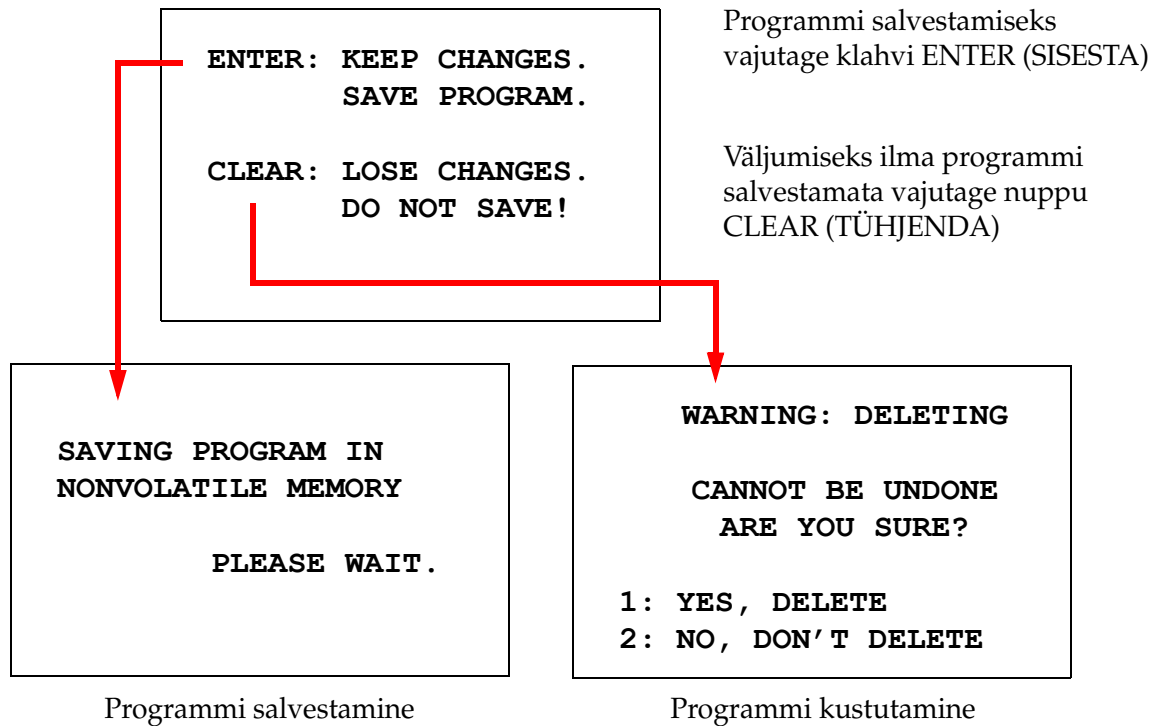 ENTER: KEEP CHANGES.
SAVE PROGRAM.
CLEAR: LOSE CHANGES.
DO NOT SAVE!
Programmi salvestamiseks
vajutage klahvi ENTER (SISESTA)
Väljumiseks ilma programmi
salvestamata vajutage nuppu
CLEAR (TÜHJENDA)
SAVING PROGRAM IN
NONVOLATILE MEMORY
PLEASE WAIT.
Programmi salvestamine
WARNING: DELETING
CANNOT BE UNDONE
ARE YOU SURE?
1: YES, DELETE
2: NO, DON'T DELETE
Programmi kustutamine